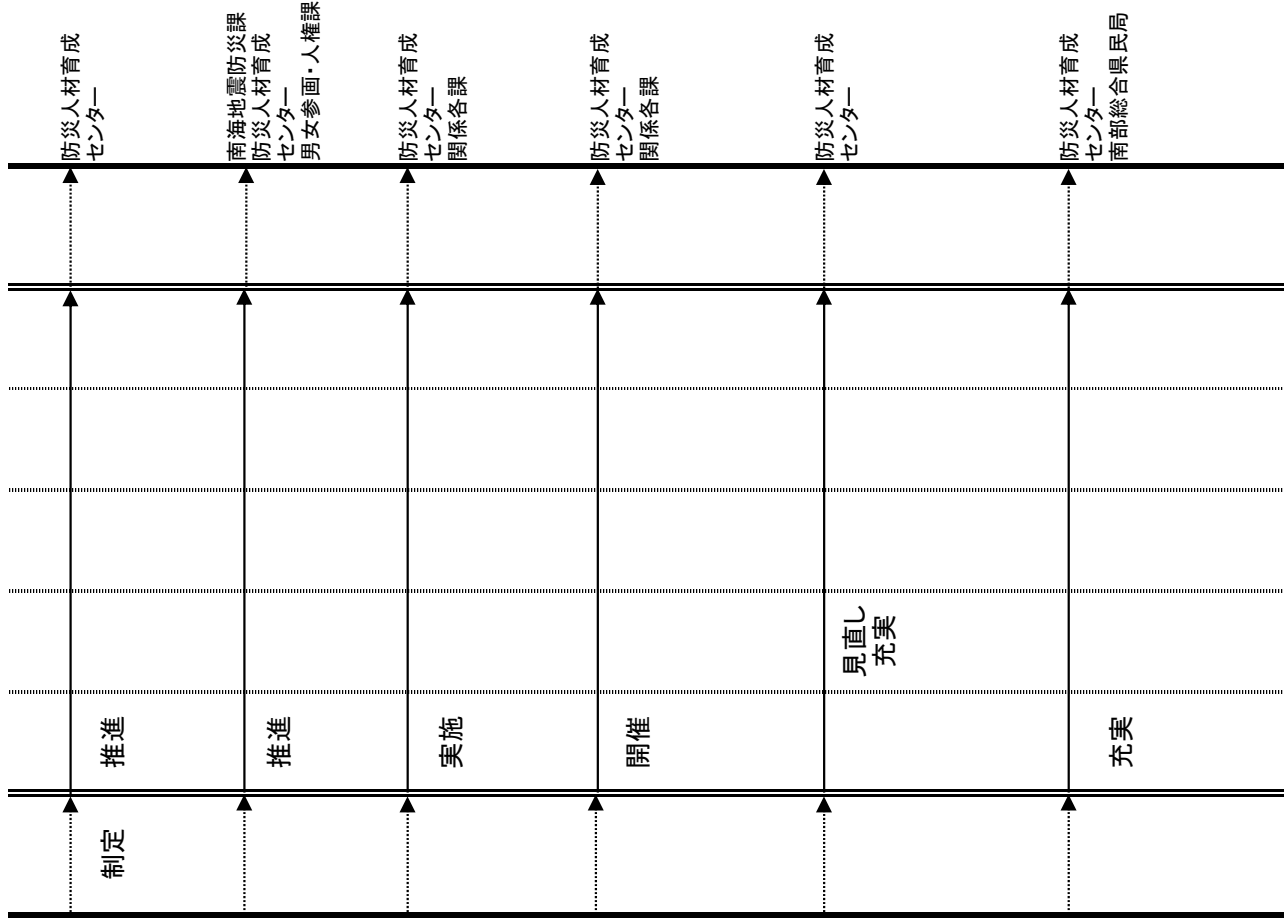 制定
推進
防災人材育成
センター
推進
南海地震防災課
防災人材育成
センター
男女参画・人権課
実施
防災人材育成
センター
関係各課
開催
防災人材育成
センター
関係各課
見直し
充実
防災人材育成
センター
充実
防災人材育成
センター
南部総合県民局